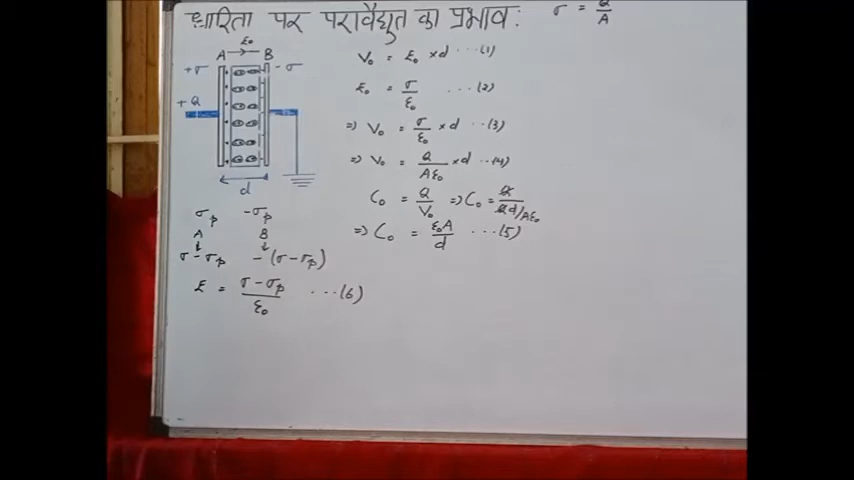 धारिता पर परावैद्युत का प्रभाव:
σ = Q/A
E₀
A B
+σ -σ
+Q
d
V₀ = E₀ × d ...(1)
E₀ = σ/ε₀ ...(2)
⇒ V₀ = σ/ε₀ × d ...(3)
⇒ V₀ = Q/Aε₀ × d ...(4)
C₀ = Q/V₀ ⇒ C₀ = Q/Qd/Aε₀
⇒ C₀ = ε₀A/d ...(5)
σp -σp
A B
σ-σp -(σ-σp)
E = σ-σp/ε₀ ...(6)